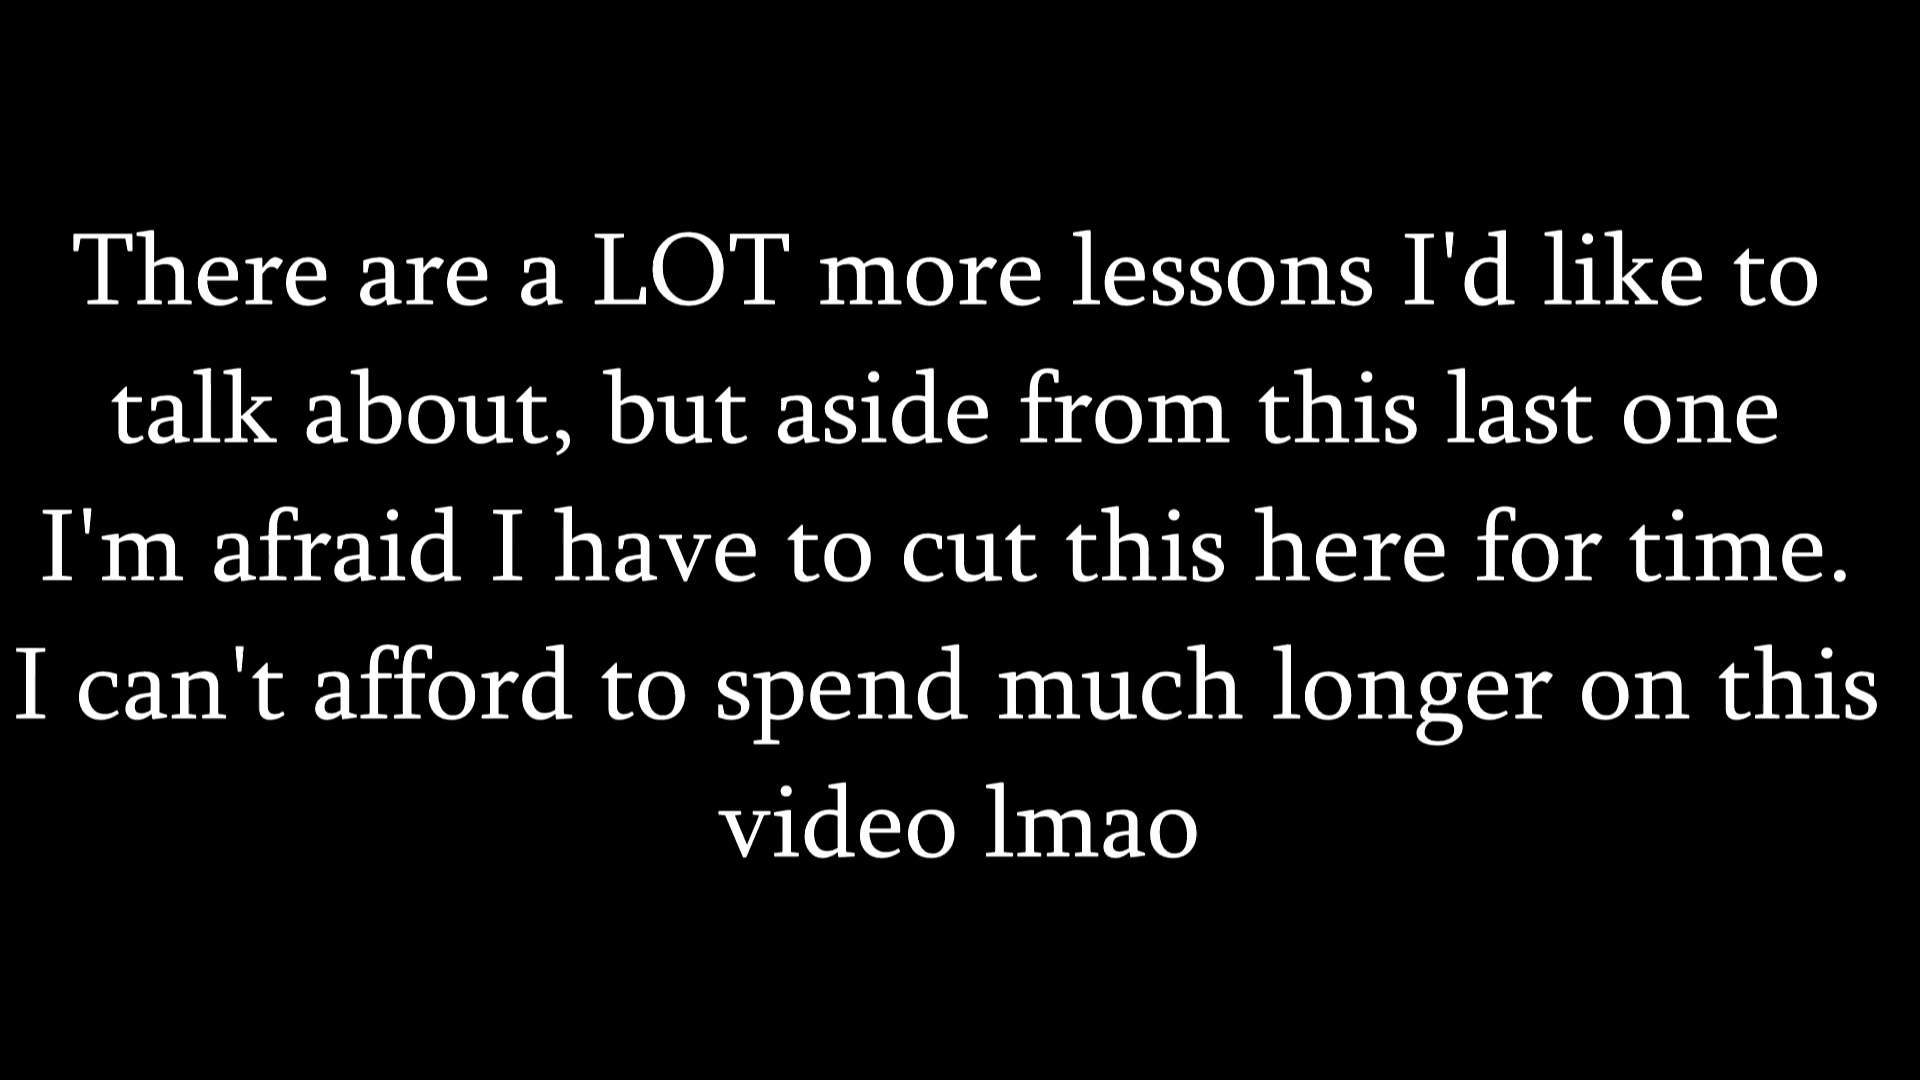 There are a LOT more lessons I'd like to
talk about, but aside from this last one
I'm afraid I have to cut this here for time.
I can't afford to spend much longer on this
video lmao